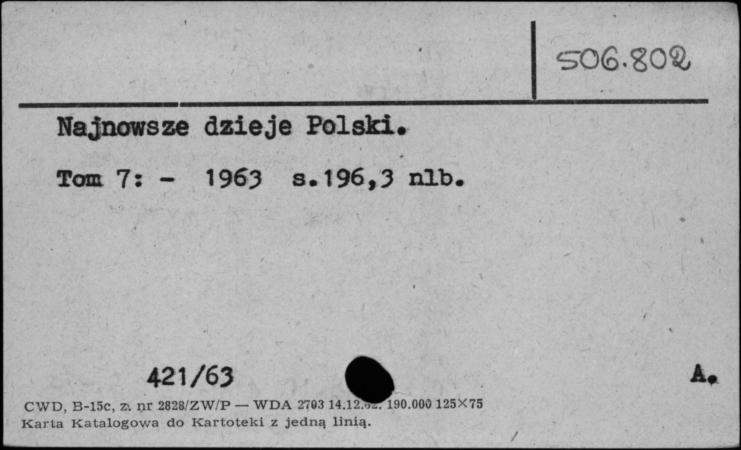 506.802
Najnowsze dzieje Polski.
Tom 7: - 1963 s.196,3 nlb.
421/63
A.
CWD, B-15c, z. nr 2828/ZW/P — WDA 2703 14.12.62. 190.000 125×75
Karta Katalogowa do Kartoteki z jedną linią.